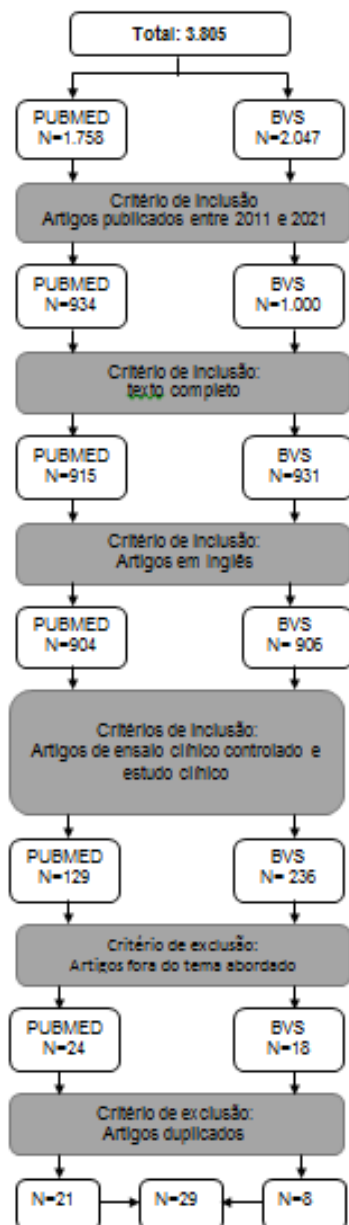 Total: 3.805
PUBMED
N=1.758
BVS
N=2.047
Critério de inclusão
Artigos publicados entre 2011 e 2021
PUBMED
N=934
BVS
N=1.000
Critério de inclusão:
texto completo
PUBMED
N=915
BVS
N=931
Critério de inclusão:
Artigos em inglês
PUBMED
N=904
BVS
N= 906
Critérios de inclusão:
Artigos de ensaio clínico controlado e
estudo clínico
PUBMED
N=129
BVS
N= 236
Critério de exclusão:
Artigos fora do tema abordado
PUBMED
N=24
BVS
N=18
Critério de exclusão:
Artigos duplicados
N=21
N=29
N=8